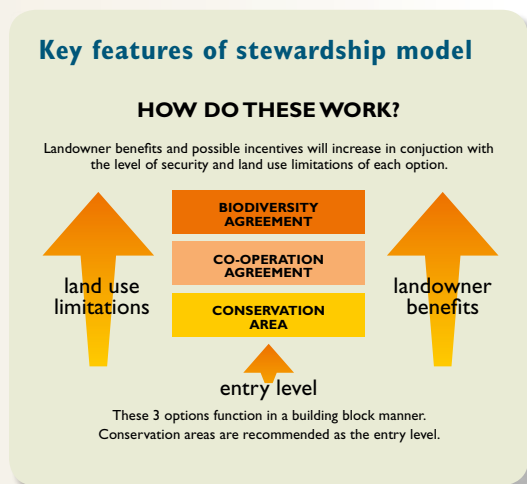 Key features of stewardship model
HOW DO THESE WORK?
Landowner benefits and possible incentives will increase in conjuction with
the level of security and land use limitations of each option.
BIODIVERSITY
AGREEMENT
CO-OPERATION
AGREEMENT
CONSERVATION
AREA
land use
limitations
landowner
benefits
entry level
These 3 options function in a building block manner.
Conservation areas are recommended as the entry level.